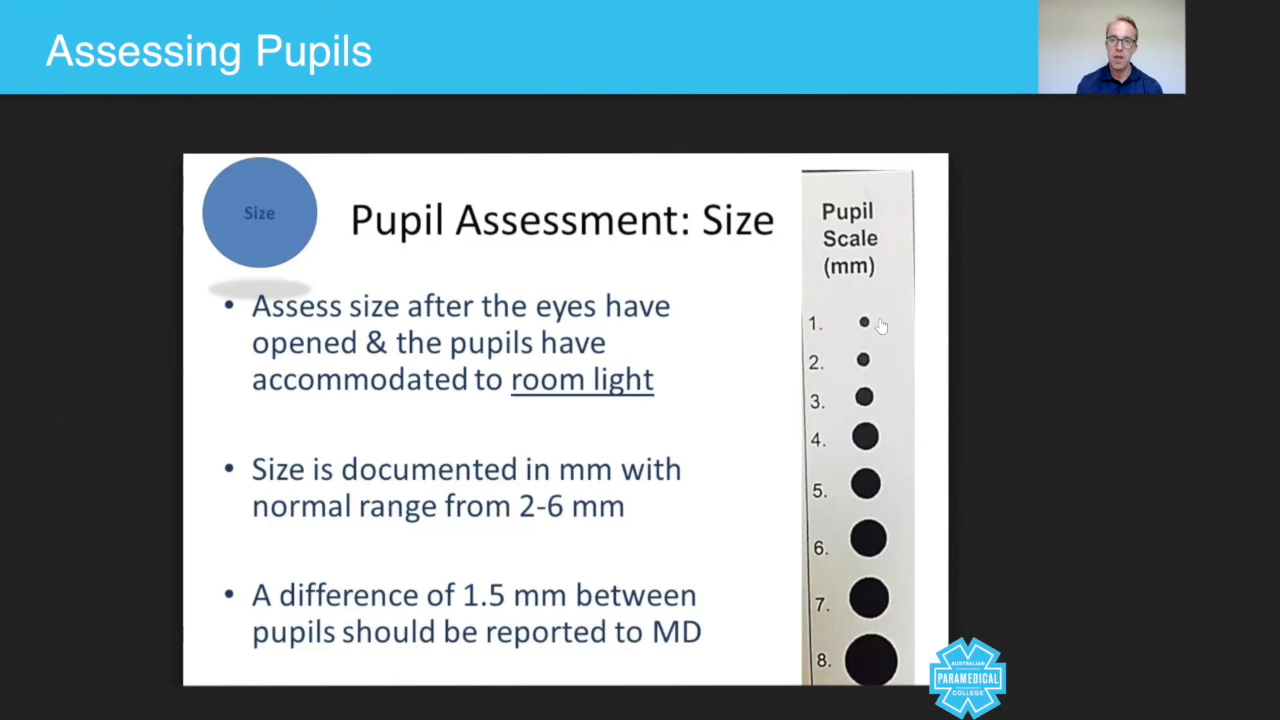 Assessing Pupils
Size
Pupil Assessment: Size
• Assess size after the eyes have
opened & the pupils have
accommodated to room light
• Size is documented in mm with
normal range from 2-6 mm
• A difference of 1.5 mm between
pupils should be reported to MD
Pupil
Scale
(mm)
1.
2.
3.
4.
5.
6.
7.
8.
AUSTRALIAN
PARAMEDICAL
COLLEGE